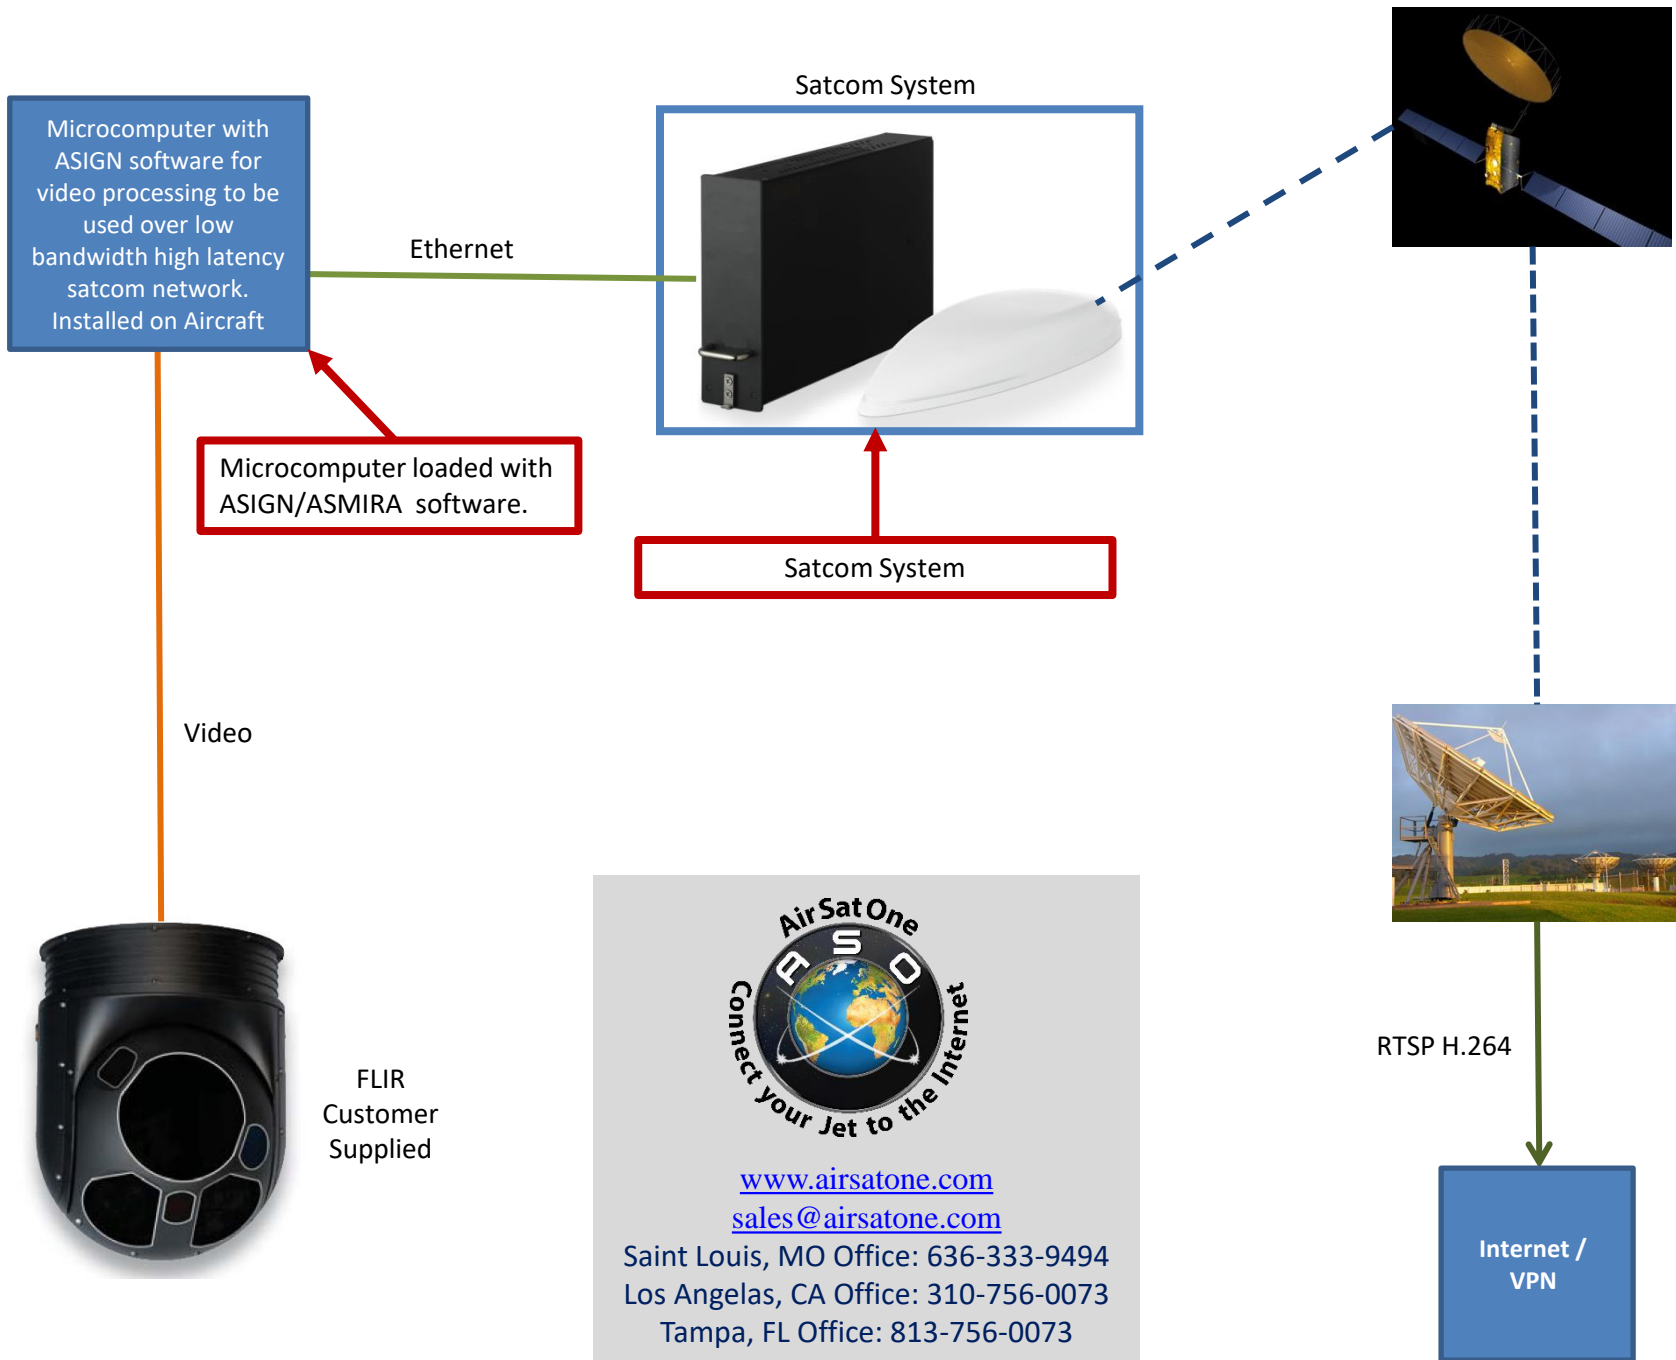 Satcom System
Microcomputer with
ASIGN software for
video processing to be
used over low
bandwidth high latency
satcom network.
Installed on Aircraft
Ethernet
Microcomputer loaded with
ASIGN/ASMIRA software.
Satcom System
Video
FLIR
Customer
Supplied
AirSatOne
ASO
Connect your Jet to the Internet
www.airsatone.com
sales@airsatone.com
Saint Louis, MO Office: 636-333-9494
Los Angelas, CA Office: 310-756-0073
Tampa, FL Office: 813-756-0073
RTSP H.264
Internet /
VPN